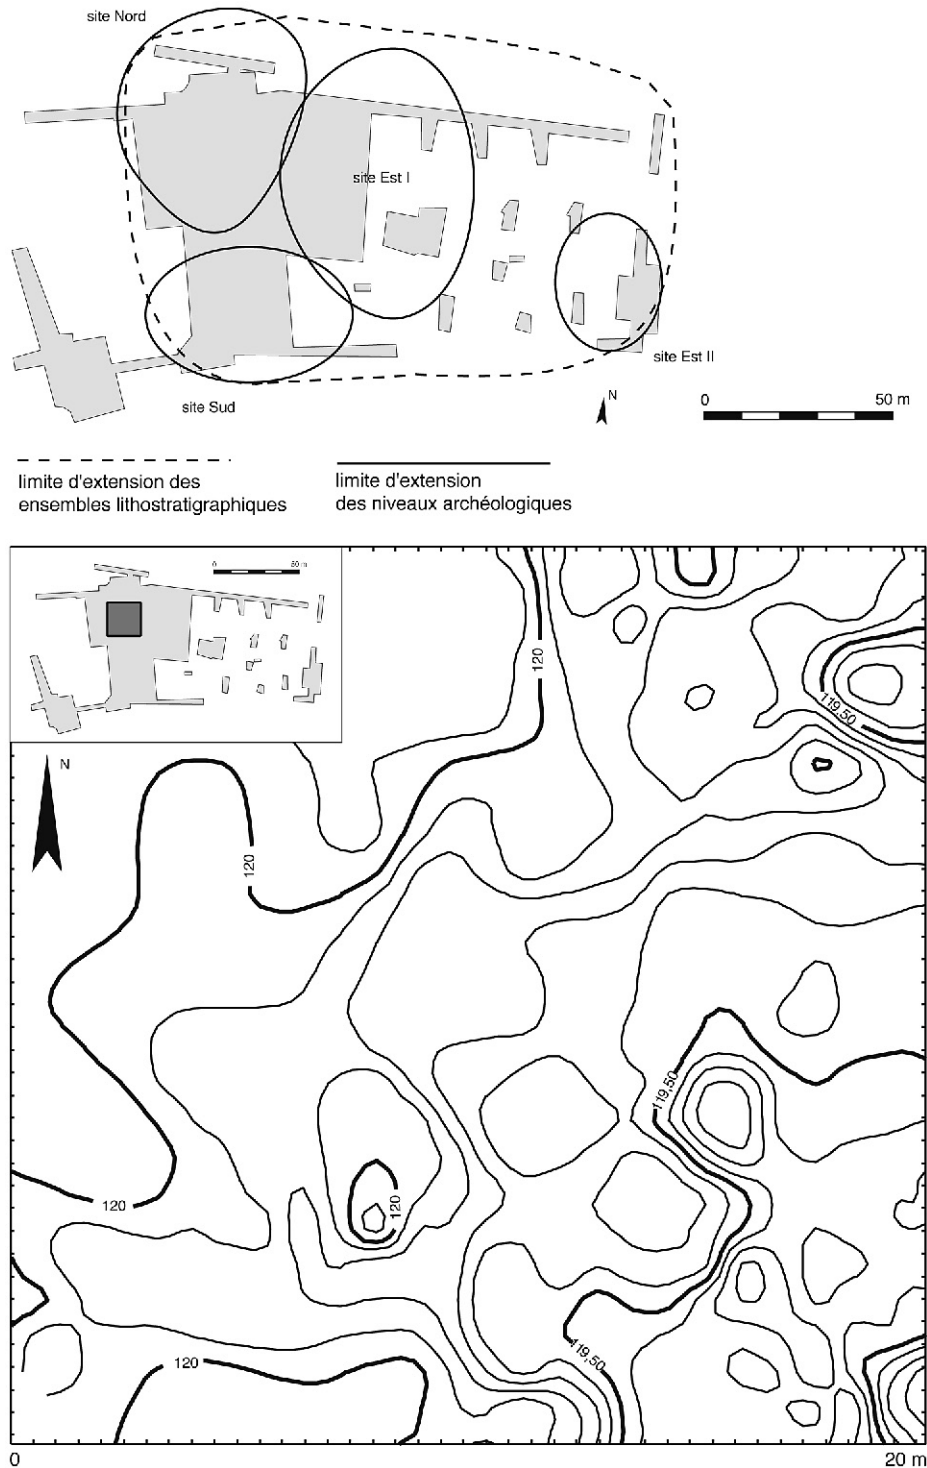 site Nord
site Est I
site Est II
site Sud
N
0 50 m
limite d'extension des
ensembles lithostratigraphiques
limite d'extension
des niveaux archéologiques
0 50 m
N
120
119,50
120
119,50
120
120
119,50
120
0 20 m